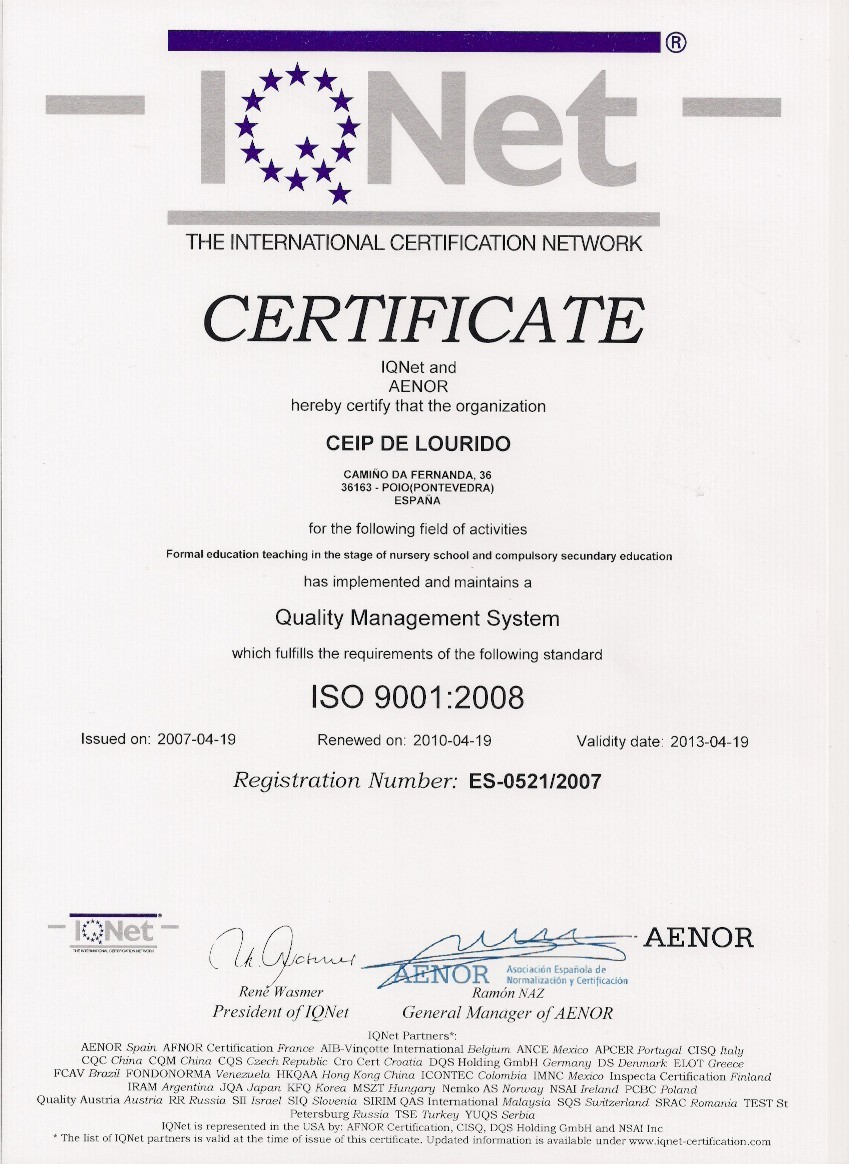 ®
IQNet
THE INTERNATIONAL CERTIFICATION NETWORK
CERTIFICATE
IQNet and
AENOR
hereby certify that the organization
CEIP DE LOURIDO
CAMIÑO DA FERNANDA, 36
36163 - POIO(PONTEVEDRA)
ESPAÑA
for the following field of activities
Formal education teaching in the stage of nursery school and compulsory secundary education
has implemented and maintains a
Quality Management System
which fulfills the requirements of the following standard
ISO 9001:2008
Issued on: 2007-04-19 Renewed on: 2010-04-19 Validity date: 2013-04-19
Registration Number: ES-0521/2007
IQNet
THE INTERNATIONAL CERTIFICATION NETWORK
AENOR
AENOR Asociación Española de
Normalización y Certificación
René Wasmer Ramón NAZ
President of IQNet General Manager of AENOR
IQNet Partners*:
AENOR Spain AFNOR Certification France AIB-Vinçotte International Belgium ANCE Mexico APCER Portugal CISQ Italy
CQC China CQM China CQS Czech Republic Cro Cert Croatia DQS Holding GmbH Germany DS Denmark ELOT Greece
FCAV Brazil FONDONORMA Venezuela HKQAA Hong Kong China ICONTEC Colombia IMNC Mexico Inspecta Certification Finland
IRAM Argentina JQA Japan KFQ Korea MSZT Hungary Nemko AS Norway NSAI Ireland PCBC Poland
Quality Austria Austria RR Russia SII Israel SIQ Slovenia SIRIM QAS International Malaysia SQS Switzerland SRAC Romania TEST St
Petersburg Russia TSE Turkey YUQS Serbia
IQNet is represented in the USA by: AFNOR Certification, CISQ, DQS Holding GmbH and NSAI Inc
* The list of IQNet partners is valid at the time of issue of this certificate. Updated information is available under www.iqnet-certification.com